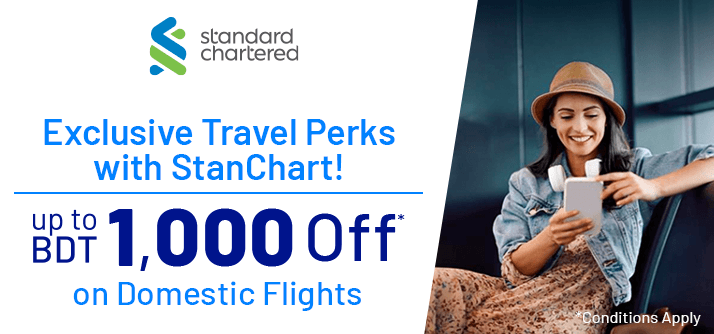 standard
chartered
Exclusive Travel Perks
with StanChart!
up to
BDT 1,000 Off*
on Domestic Flights
*Conditions Apply